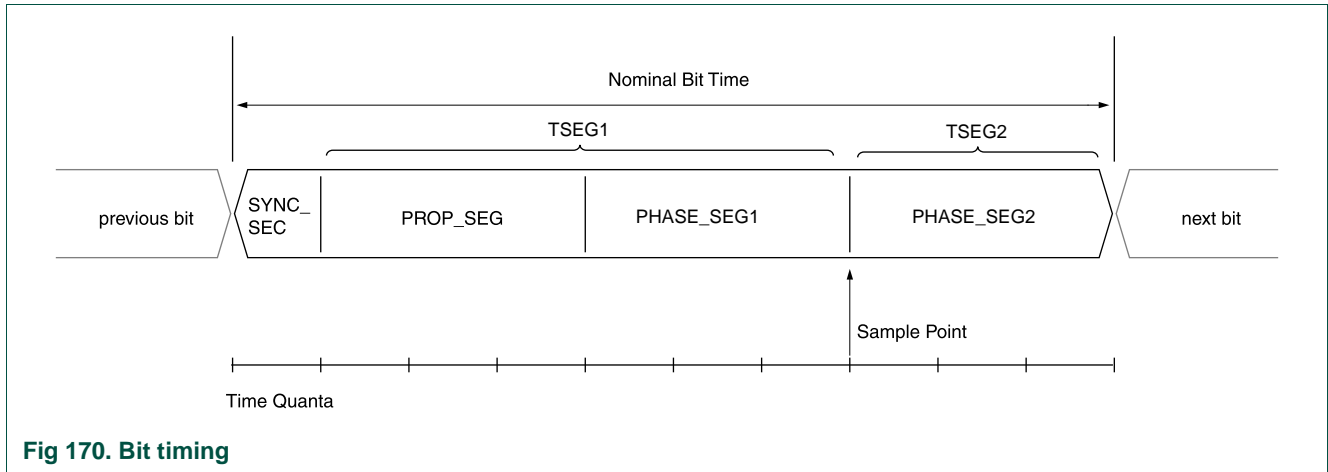 Nominal Bit Time
TSEG1
TSEG2
previous bit
SYNC_
SEC
PROP_SEG
PHASE_SEG1
PHASE_SEG2
next bit
Sample Point
Time Quanta
Fig 170. Bit timing